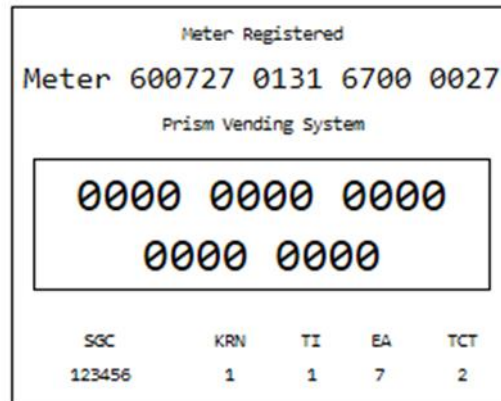 Meter Registered
Meter 600727 0131 6700 0027
Prism Vending System
0000 0000 0000
0000 0000
SGC KRN TI EA TCT
123456 1 1 7 2